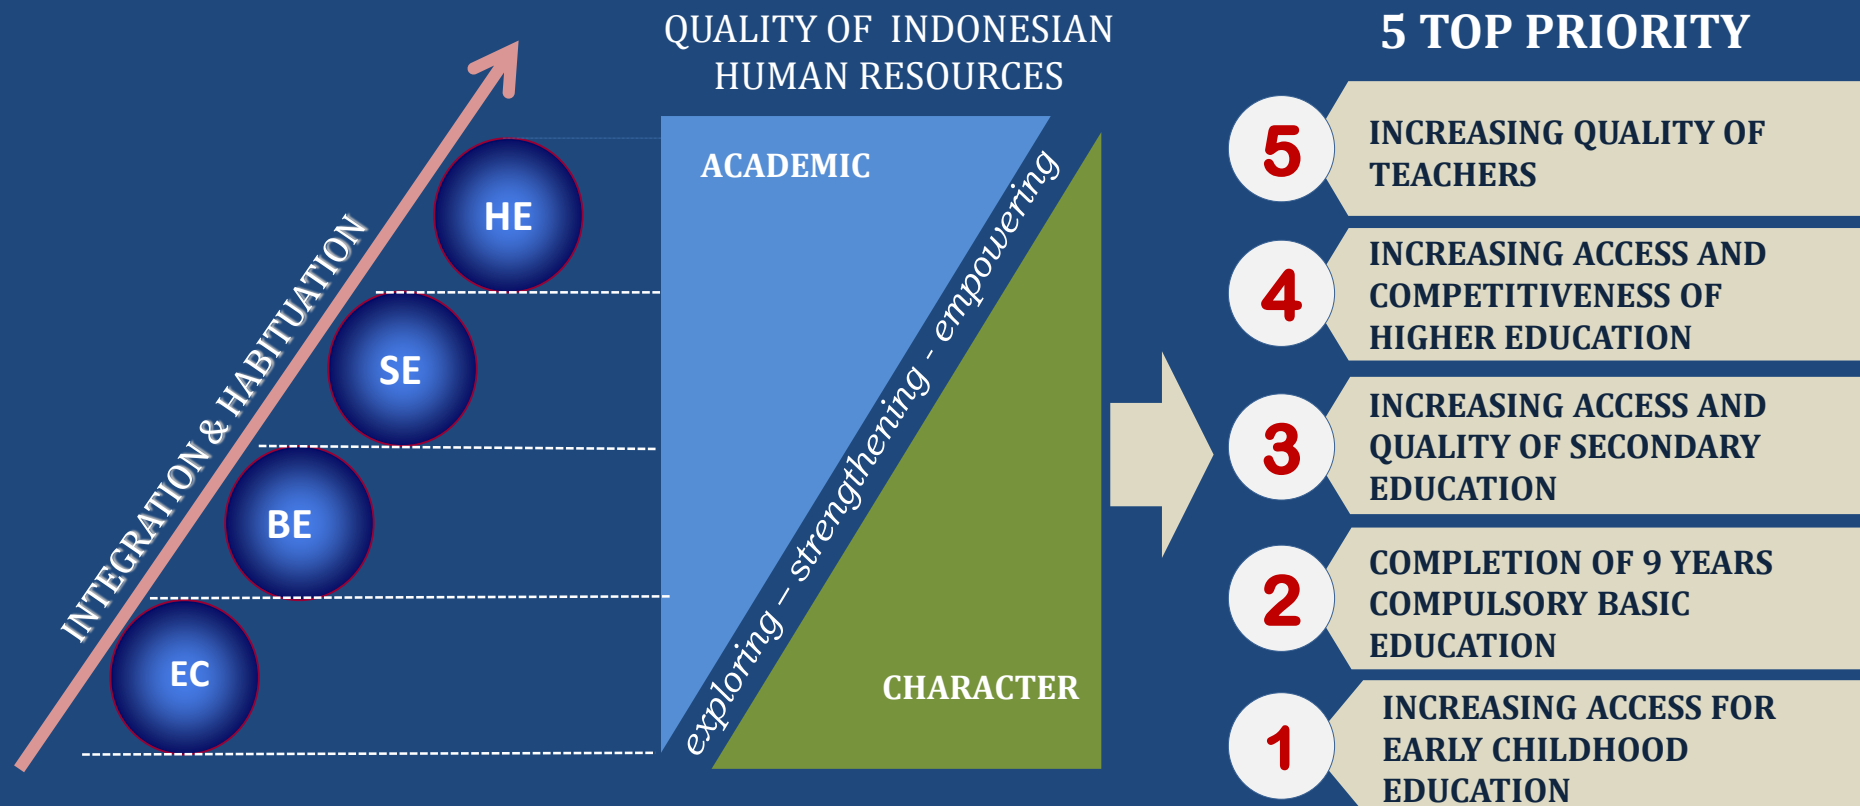 QUALITY OF INDONESIAN
HUMAN RESOURCES
5 TOP PRIORITY
INTEGRATION & HABITUATION
HE
SE
BE
EC
ACADEMIC
exploring – strengthening - empowering
CHARACTER
5
INCREASING QUALITY OF
TEACHERS
4
INCREASING ACCESS AND
COMPETITIVENESS OF
HIGHER EDUCATION
3
INCREASING ACCESS AND
QUALITY OF SECONDARY
EDUCATION
2
COMPLETION OF 9 YEARS
COMPULSORY BASIC
EDUCATION
1
INCREASING ACCESS FOR
EARLY CHILDHOOD
EDUCATION